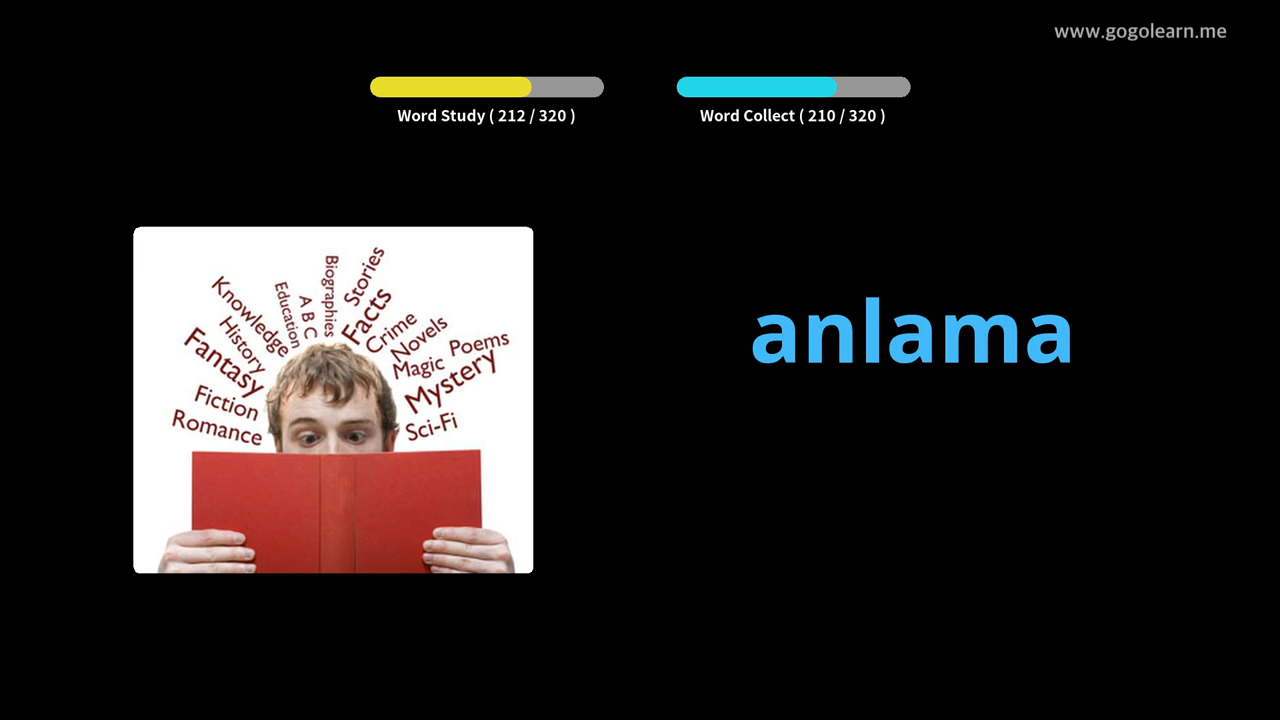 www.gogolearn.me
Word Study ( 212 / 320 )
Word Collect ( 210 / 320 )
anlama
Romance
Fiction
Fantasy
History
Knowledge
Education
A B C
Biographies
Stories
Facts
Crime
Novels
Magic
Poems
Mystery
Sci-Fi